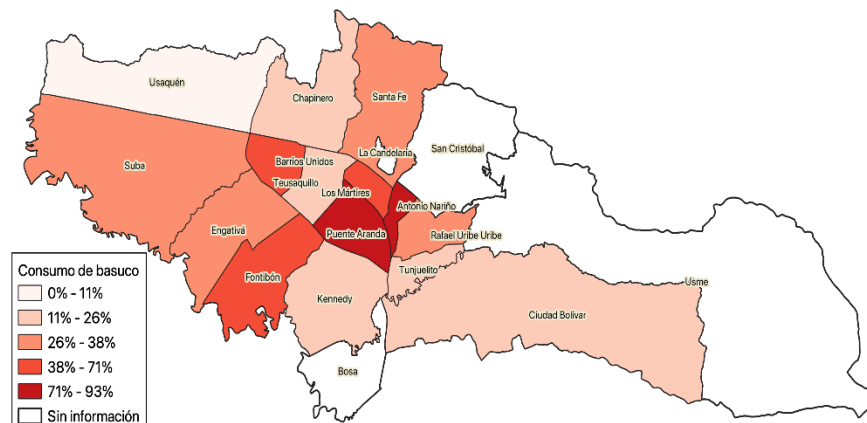 Usaquén
Chapinero
Santa Fe
La Candelaria
San Cristóbal
Suba
Barrios Unidos
Teusaquillo
Los Mártires
Antonio Nariño
Engativá
Puente Aranda
Rafael Uribe Uribe
Fontibón
Tunjuelito
Usme
Kennedy
Ciudad Bolívar
Bosa
Consumo de basuco
0% - 11%
11% - 26%
26% - 38%
38% - 71%
71% - 93%
Sin información